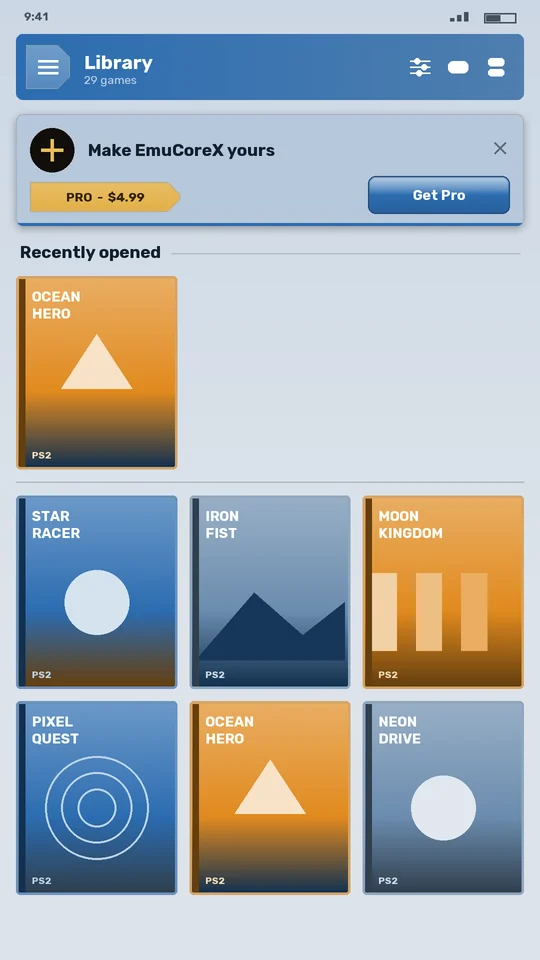 9:41
Library
29 games
Make EmuCoreX yours
PRO - $4.99
Get Pro
Recently opened
OCEAN
HERO
PS2
STAR
RACER
PS2
IRON
FIST
PS2
MOON
KINGDOM
PS2
PIXEL
QUEST
PS2
OCEAN
HERO
PS2
NEON
DRIVE
PS2